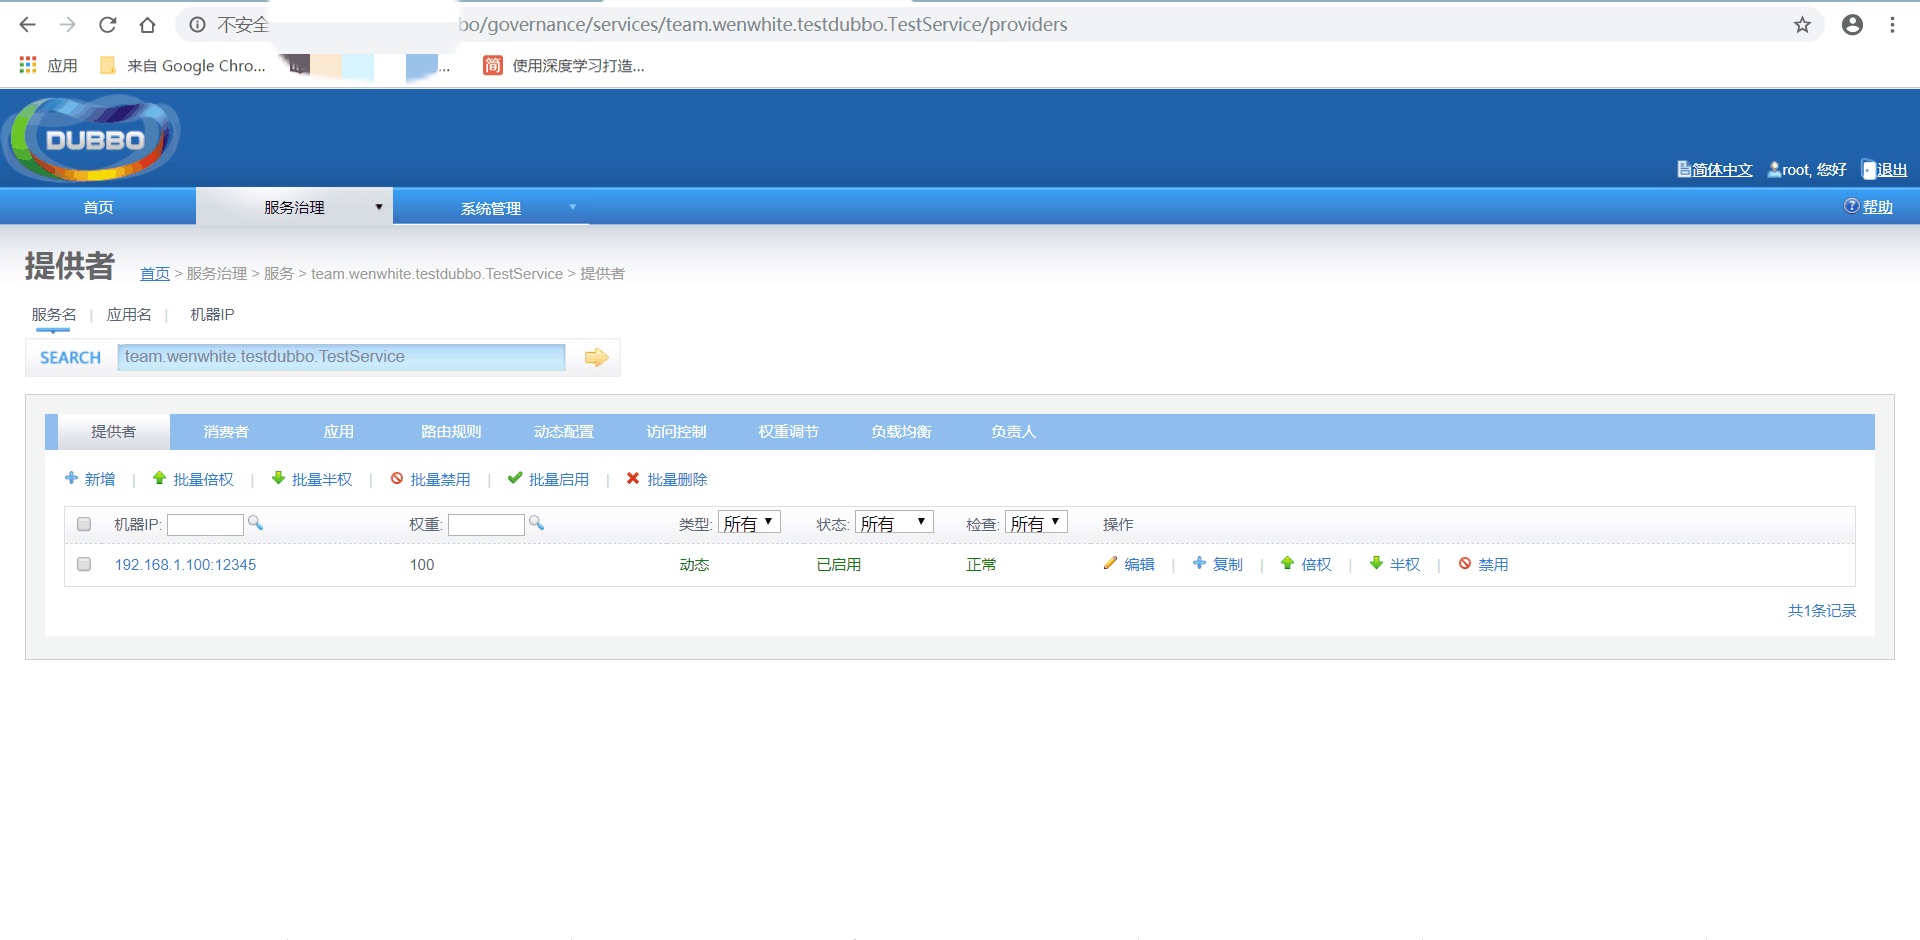 不安全 bo/governance/services/team.wenwhite.testdubbo.TestService/providers
应用 来自 Google Chro... ... 简 使用深度学习打造...
DUBBO
简体中文 root, 您好 退出
首页 服务治理 系统管理 帮助
提供者 首页 > 服务治理 > 服务 > team.wenwhite.testdubbo.TestService > 提供者
服务名 | 应用名 | 机器IP
SEARCH team.wenwhite.testdubbo.TestService
提供者 消费者 应用 路由规则 动态配置 访问控制 权重调节 负载均衡 负责人
新增 | 批量倍权 | 批量半权 | 批量禁用 | 批量启用 | 批量删除
机器IP: 权重: 类型: 所有 状态: 所有 检查: 所有 操作
192.168.1.100:12345 100 动态 已启用 正常 编辑 | 复制 | 倍权 | 半权 | 禁用
共1条记录